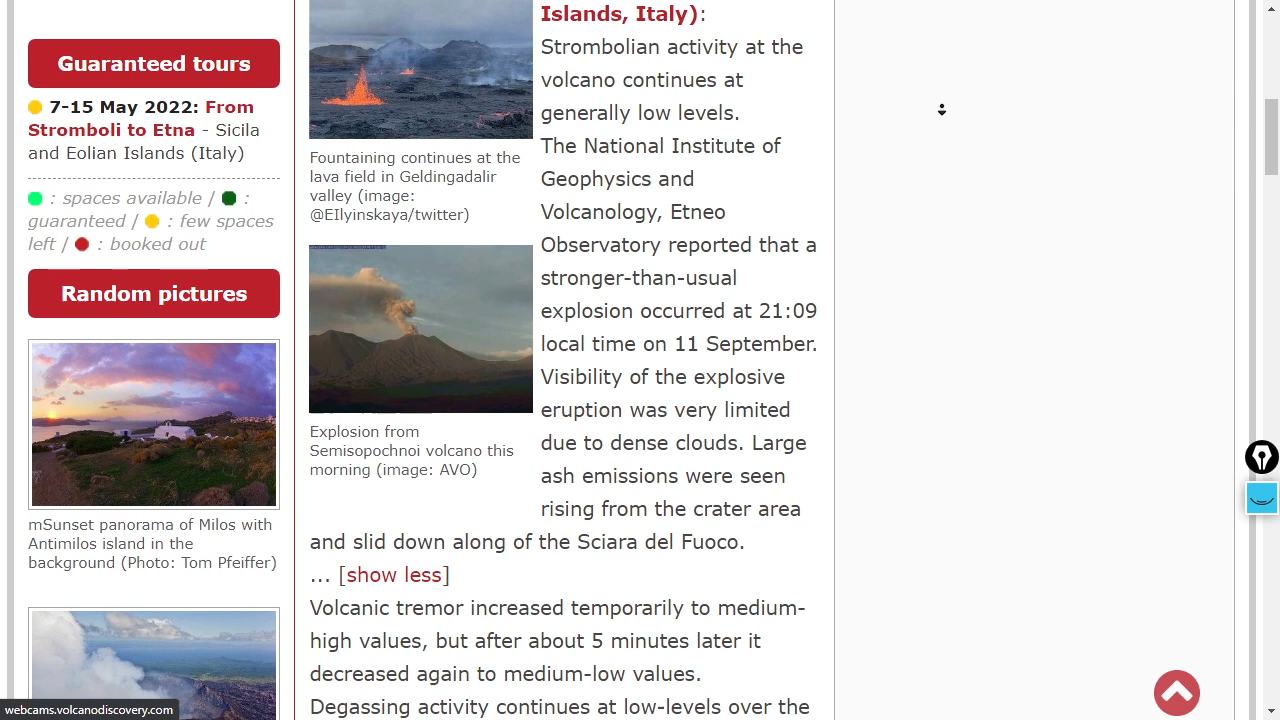 Guaranteed tours
7-15 May 2022: From
Stromboli to Etna - Sicila
and Eolian Islands (Italy)
: spaces available / :
guaranteed / : few spaces
left / : booked out
Random pictures
mSunset panorama of Milos with
Antimilos island in the
background (Photo: Tom Pfeiffer)
Fountaining continues at the
lava field in Geldingadalir
valley (image:
@EIlyinskaya/twitter)
Explosion from
Semisopochnoi volcano this
morning (image: AVO)
Islands, Italy):
Strombolian activity at the
volcano continues at
generally low levels.
The National Institute of
Geophysics and
Volcanology, Etneo
Observatory reported that a
stronger-than-usual
explosion occurred at 21:09
local time on 11 September.
Visibility of the explosive
eruption was very limited
due to dense clouds. Large
ash emissions were seen
rising from the crater area
and slid down along of the Sciara del Fuoco.
... [show less]
Volcanic tremor increased temporarily to medium-
high values, but after about 5 minutes later it
decreased again to medium-low values.
Degassing activity continues at low-levels over the
webcams.volcanodiscovery.com